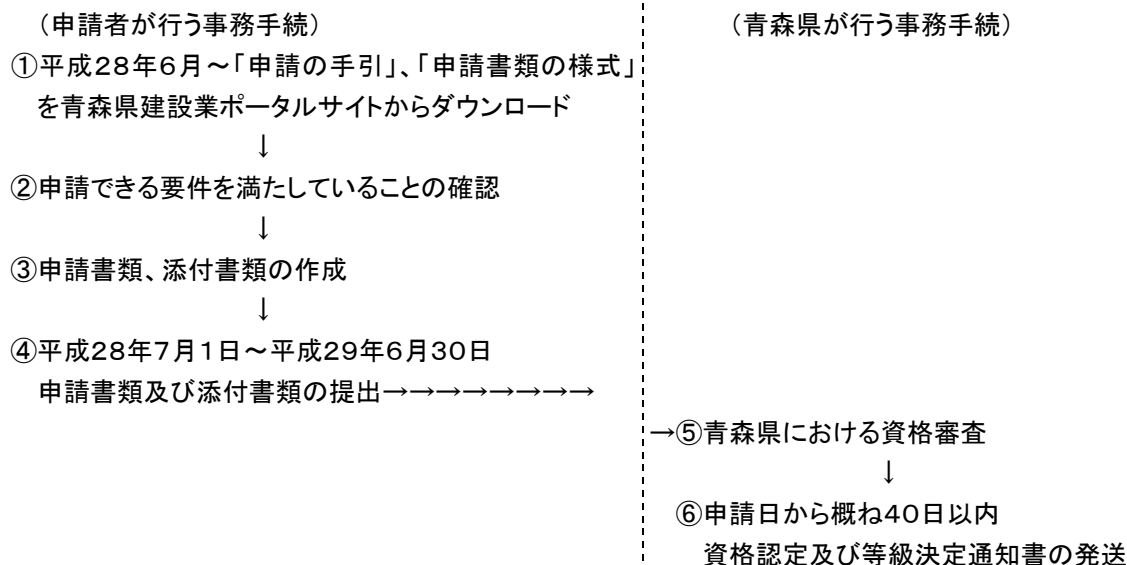 （申請者が行う事務手続）
（青森県が行う事務手続）
①平成２８年６月～「申請の手引」、「申請書類の様式」
を青森県建設業ポータルサイトからダウンロード
↓
②申請できる要件を満たしていることの確認
↓
③申請書類、添付書類の作成
↓
④平成２８年７月１日～平成２９年６月３０日
申請書類及び添付書類の提出→→→→→→→→
→⑤青森県における資格審査
↓
⑥申請日から概ね４０日以内
資格認定及び等級決定通知書の発送